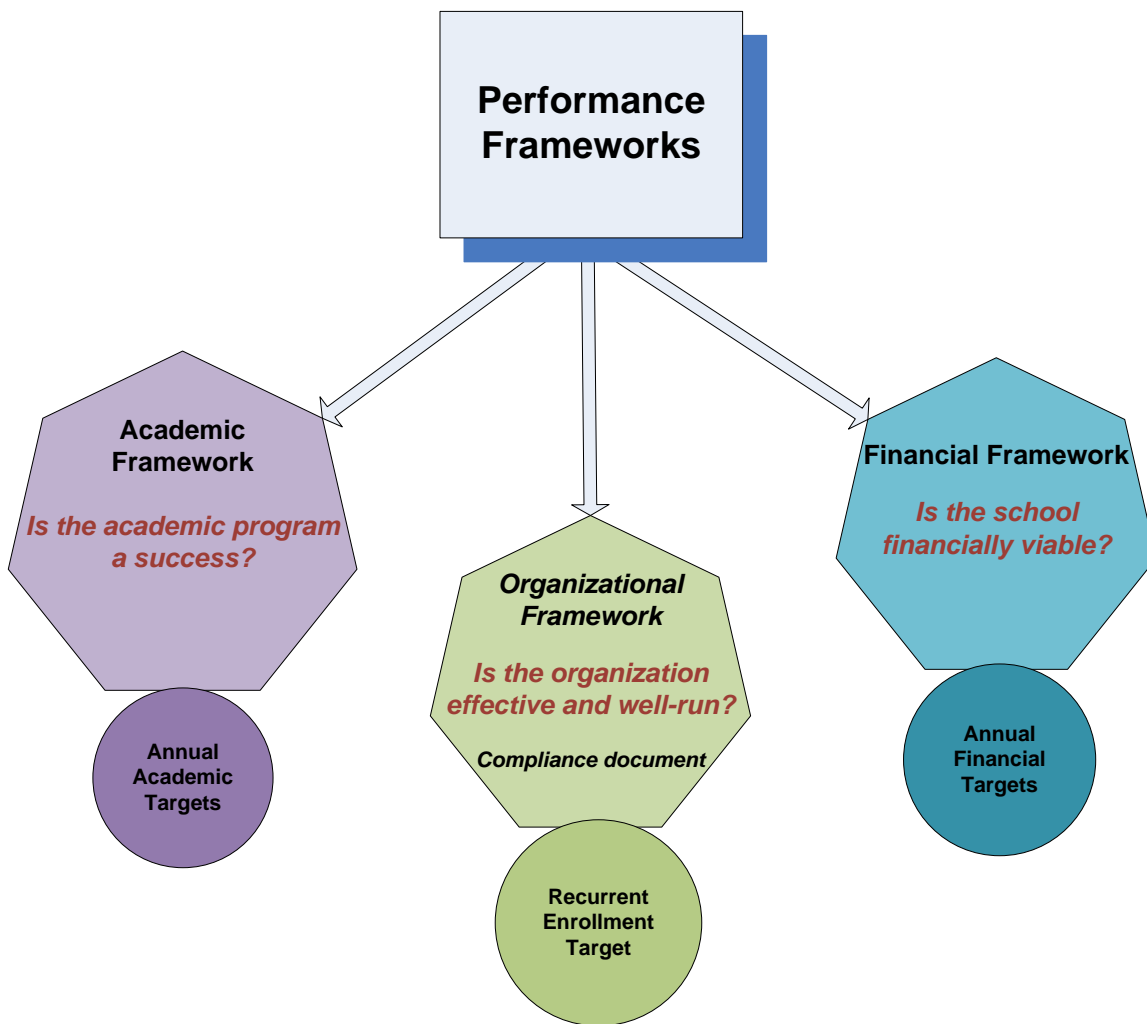 Performance
Frameworks
Academic
Framework
Is the academic program
a success?
Annual
Academic
Targets
Organizational
Framework
Is the organization
effective and well-run?
Compliance document
Recurrent
Enrollment
Target
Financial Framework
Is the school
financially viable?
Annual
Financial
Targets